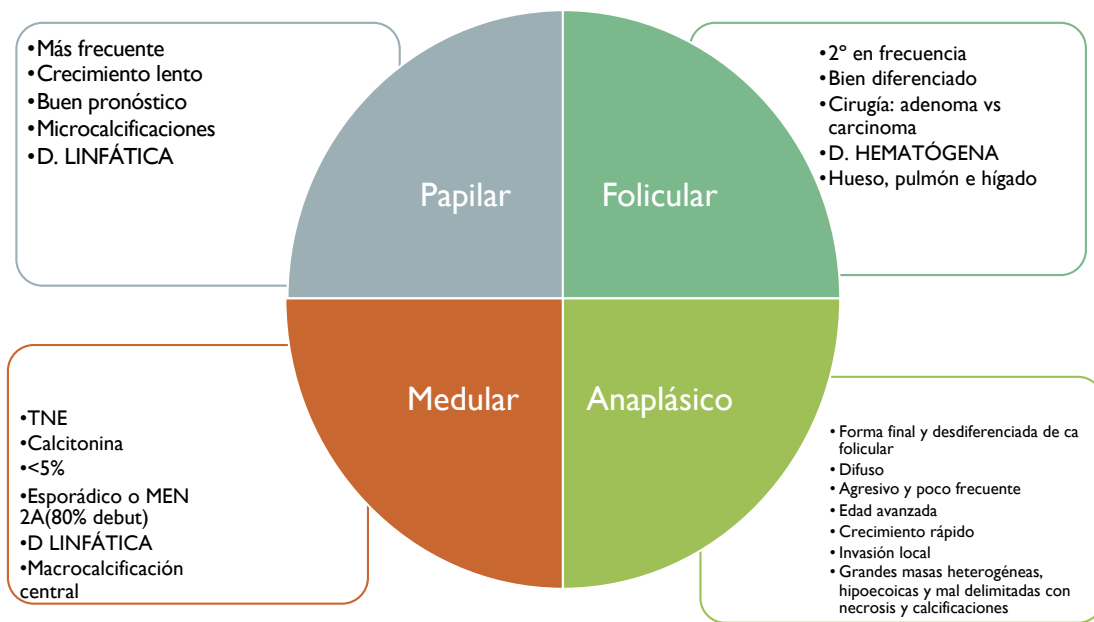 •Más frecuente
•Crecimiento lento
•Buen pronóstico
•Microcalcificaciones
•D. LINFÁTICA
•2º en frecuencia
•Bien diferenciado
•Cirugía: adenoma vs
carcinoma
•D. HEMATÓGENA
•Hueso, pulmón e hígado
Papilar
Folicular
Medular
Anaplásico
•TNE
•Calcitonina
•<5%
•Esporádico o MEN
2A(80% debut)
•D LINFÁTICA
•Macrocalcificación
central
• Forma final y desdiferenciada de ca
folicular
• Difuso
• Agresivo y poco frecuente
• Edad avanzada
• Crecimiento rápido
• Invasión local
• Grandes masas heterogéneas,
hipoecoicas y mal delimitadas con
necrosis y calcificaciones